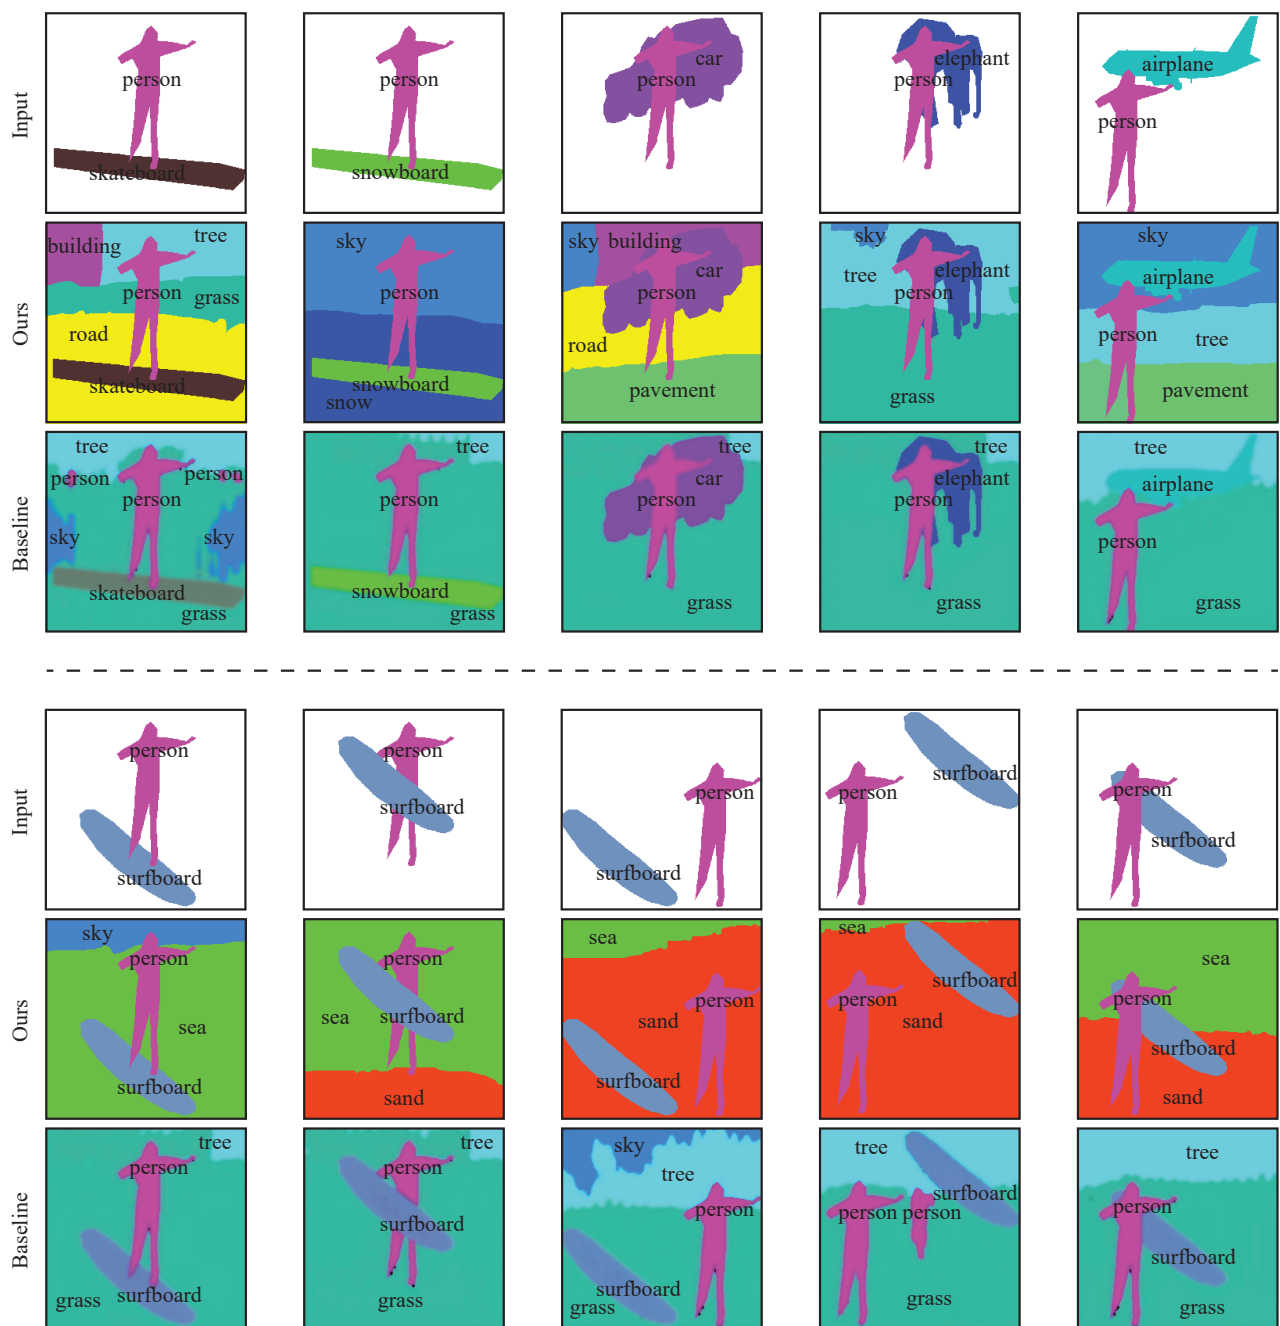 Input
person
skateboard
person
snowboard
car
person
elephant
person
airplane
person
Ours
building
tree
person
grass
road
skateboard
sky
person
snowboard
snow
sky
building
car
person
road
pavement
sky
tree
elephant
person
grass
sky
airplane
person
tree
pavement
Baseline
tree
person
person
person
sky
sky
skateboard
grass
tree
person
snowboard
grass
tree
car
person
grass
tree
elephant
person
grass
tree
airplane
person
grass
Input
person
surfboard
person
surfboard
person
surfboard
surfboard
person
person
surfboard
Ours
sky
person
sea
surfboard
person
sea
surfboard
sand
sea
person
sand
surfboard
sea
surfboard
person
sand
sea
person
surfboard
sand
Baseline
tree
person
grass
surfboard
tree
person
surfboard
grass
sky
tree
person
surfboard
grass
tree
surfboard
person
person
grass
tree
person
surfboard
grass